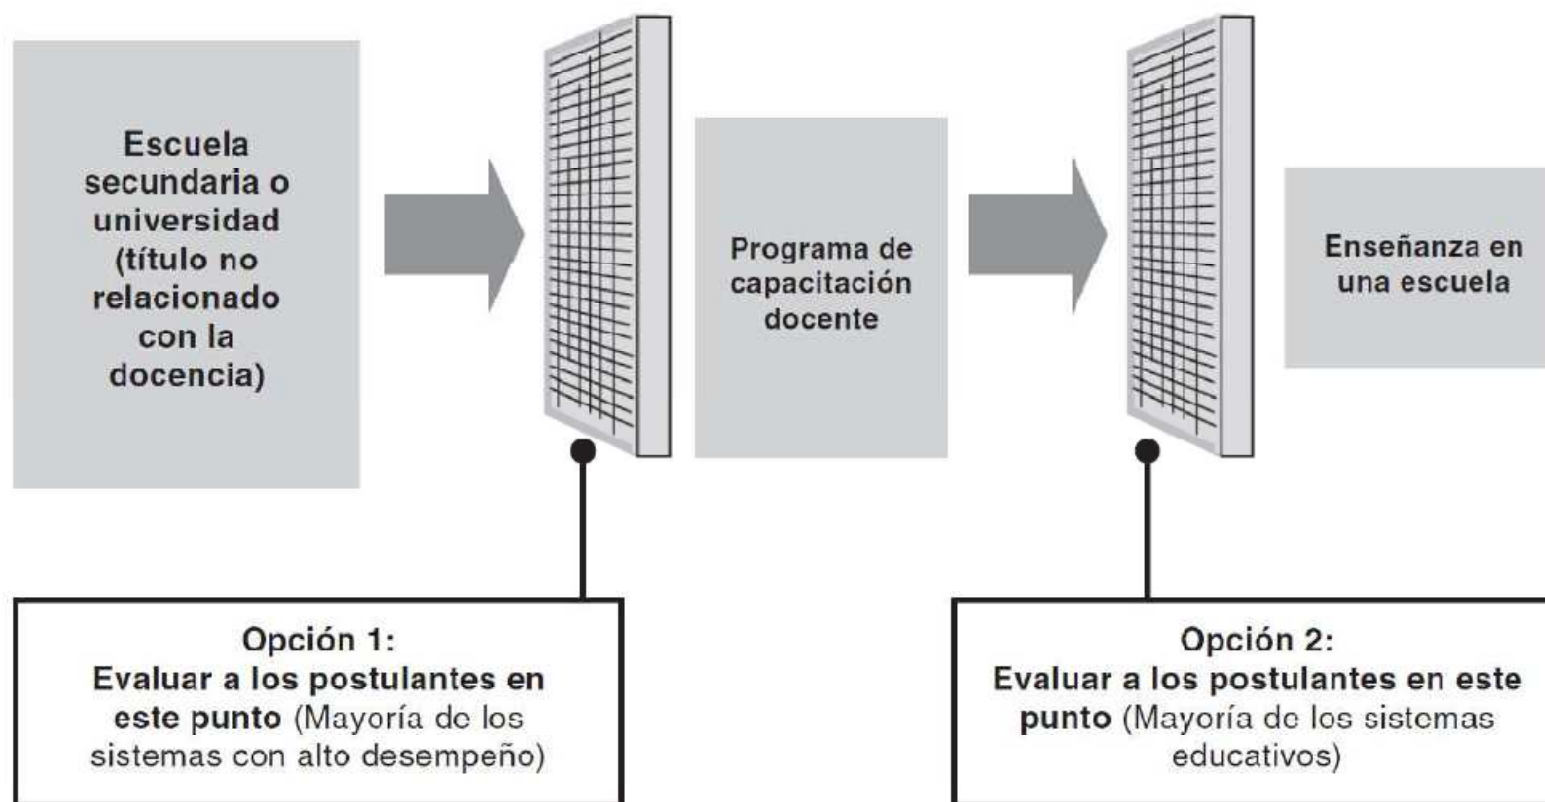 Escuela
secundaria o
universidad
(título no
relacionado
con la
docencia)
Programa de
capacitación
docente
Enseñanza en
una escuela
Opción 1:
Evaluar a los postulantes en
este punto (Mayoría de los
sistemas con alto desempeño)
Opción 2:
Evaluar a los postulantes en este
punto (Mayoría de los sistemas
educativos)